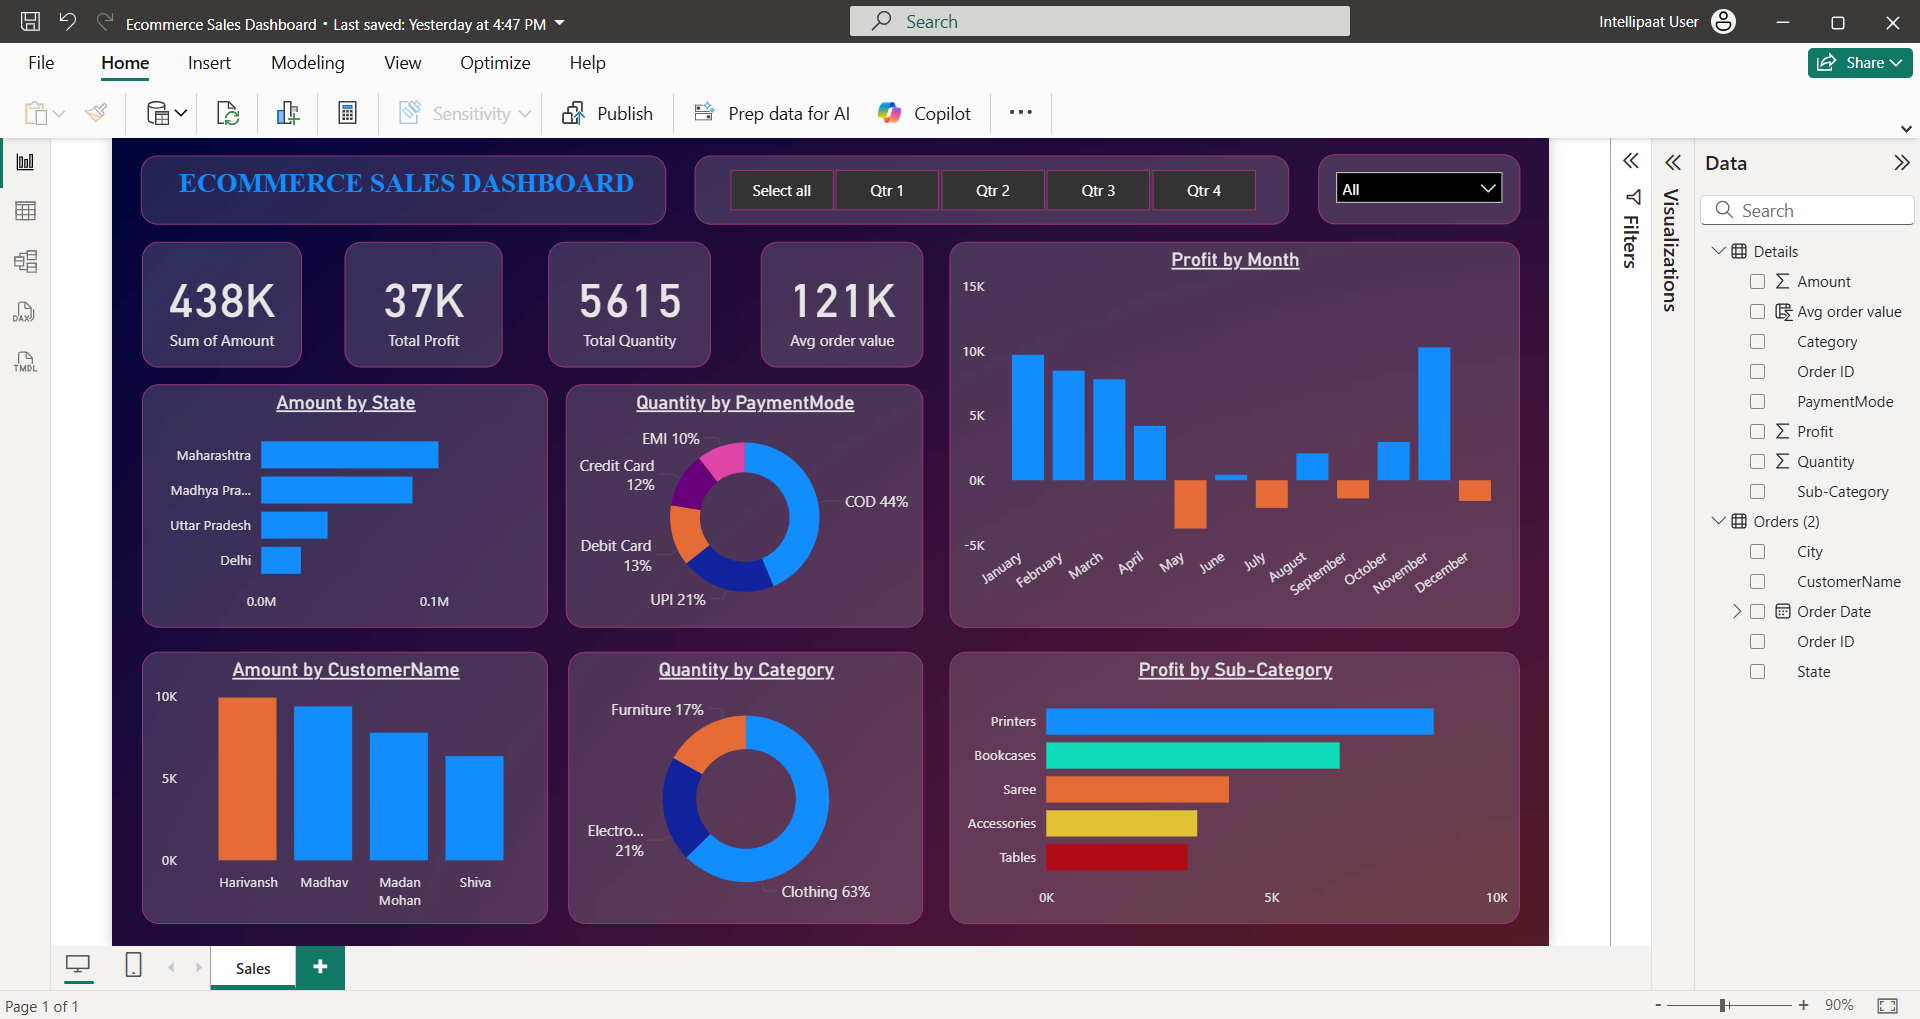 Ecommerce Sales Dashboard • Last saved: Yesterday at 4:47 PM
Search
Intellipaat User
File
Home
Insert
Modeling
View
Optimize
Help
Share
Sensitivity
Publish
Prep data for AI
Copilot
DAX
TMDL
ECOMMERCE SALES DASHBOARD
Select all
Qtr 1
Qtr 2
Qtr 3
Qtr 4
All
438K
Sum of Amount
37K
Total Profit
5615
Total Quantity
121K
Avg order value
Profit by Month
15K
10K
5K
0K
-5K
January
February
March
April
May
June
July
August
September
October
November
December
Amount by State
Maharashtra
Madhya Pra...
Uttar Pradesh
Delhi
0.0M
0.1M
Quantity by PaymentMode
EMI 10%
Credit Card
12%
COD 44%
Debit Card
13%
UPI 21%
Amount by CustomerName
10K
5K
0K
Harivansh
Madhav
Madan
Mohan
Shiva
Quantity by Category
Furniture 17%
Electro...
21%
Clothing 63%
Profit by Sub-Category
Printers
Bookcases
Saree
Accessories
Tables
0K
5K
10K
Filters
Visualizations
Data
Search
Details
Amount
Avg order value
Category
Order ID
PaymentMode
Profit
Quantity
Sub-Category
Orders (2)
City
CustomerName
Order Date
Order ID
State
Sales
Page 1 of 1
90%